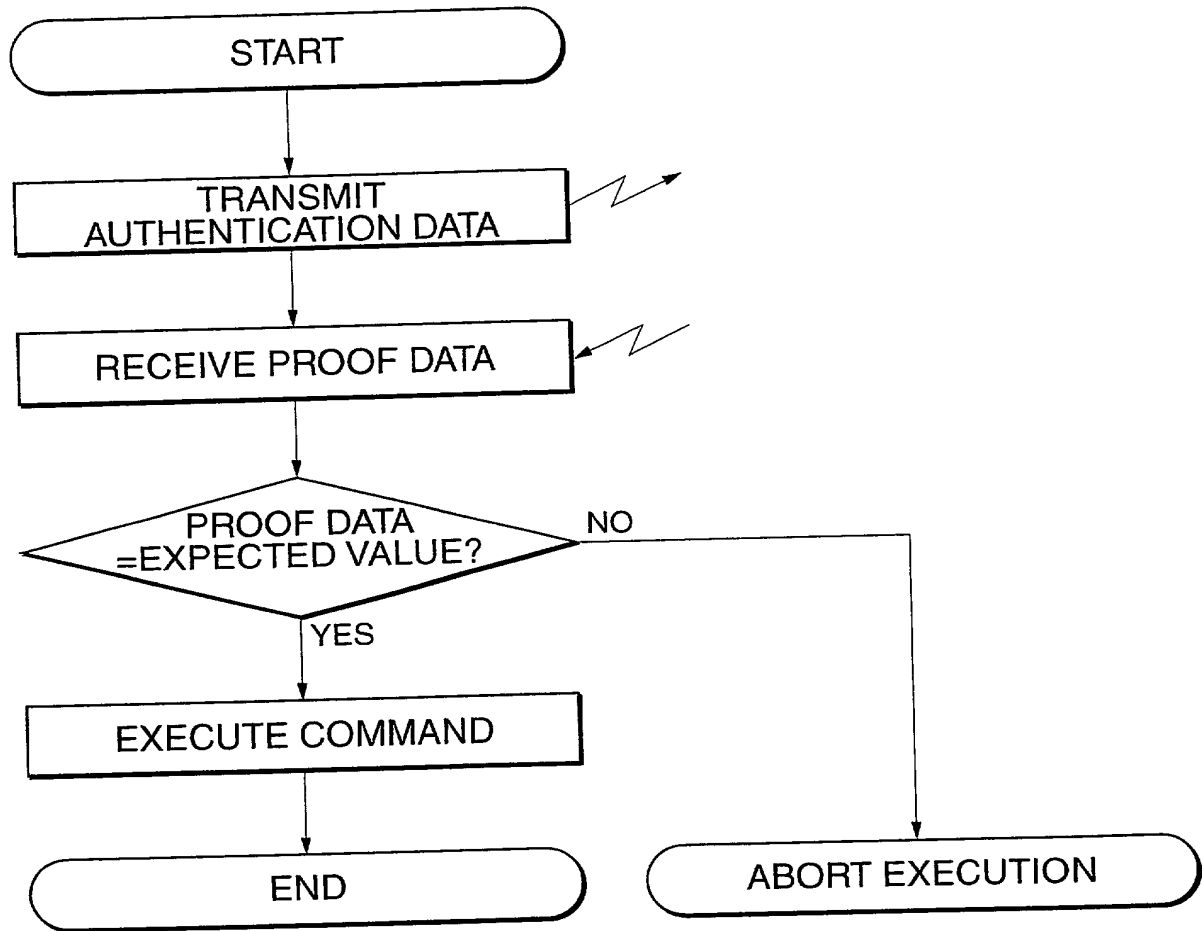 START
TRANSMIT
AUTHENTICATION DATA
RECEIVE PROOF DATA
PROOF DATA
=EXPECTED VALUE?
NO
YES
EXECUTE COMMAND
END
ABORT EXECUTION